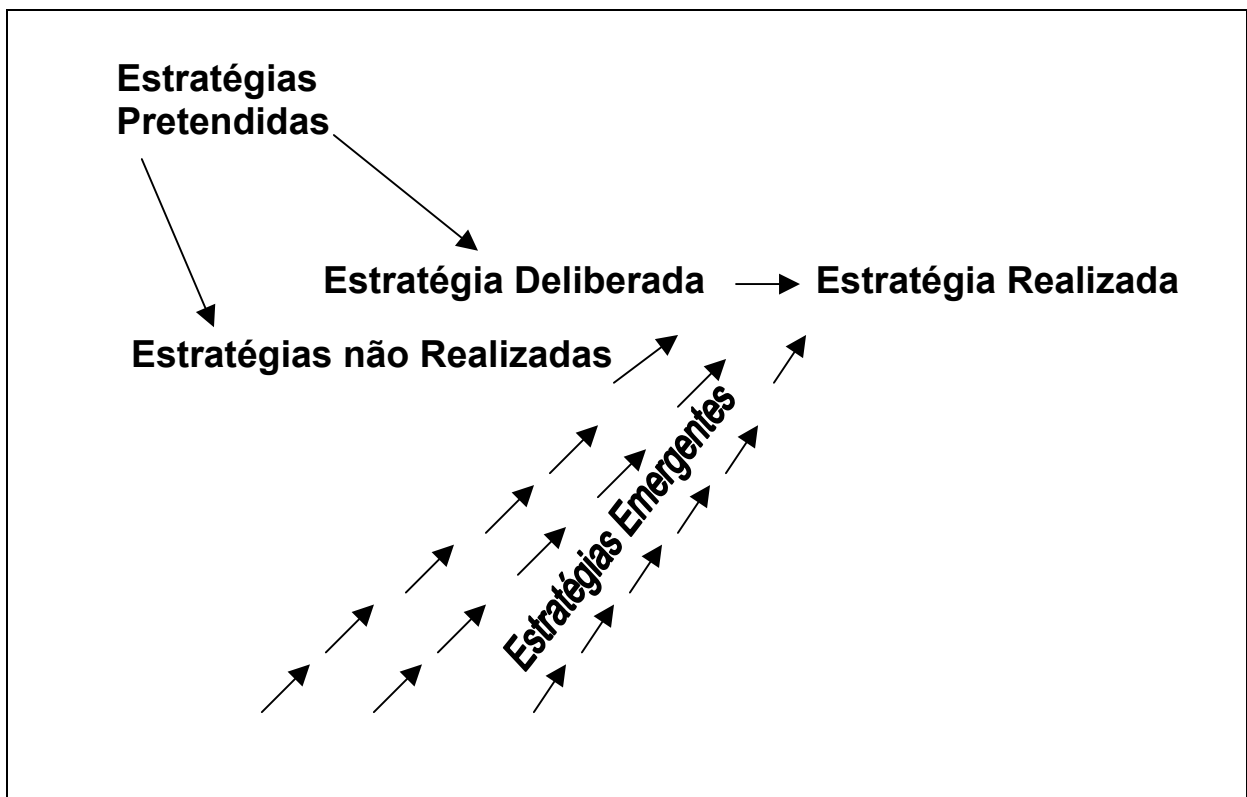 Estratégias
Pretendidas
Estratégia Deliberada
Estratégia Realizada
Estratégias não Realizadas
Estratégias Emergentes